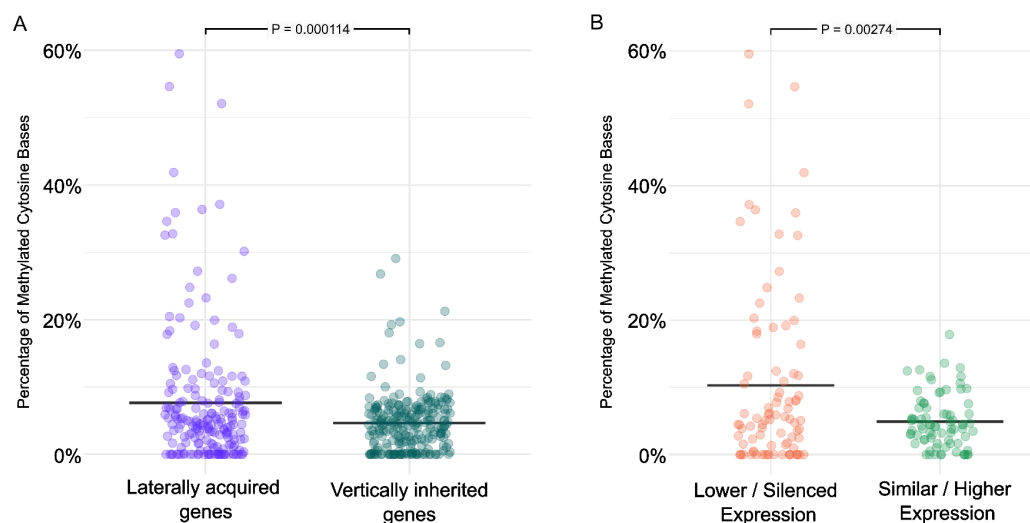 A
P = 0.000114
Percentage of Methylated Cytosine Bases
60%
40%
20%
0%
Laterally acquired
genes
Vertically inherited
genes
B
P = 0.00274
Percentage of Methylated Cytosine Bases
60%
40%
20%
0%
Lower / Silenced
Expression
Similar / Higher
Expression